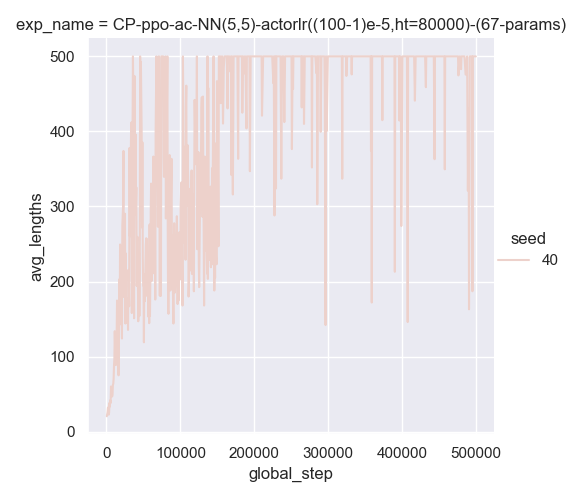 exp_name = CP-ppo-ac-NN(5,5)-actorlr((100-1)e-5,ht=80000)-(67-params)
500
400
300
200
100
0
avg_lengths
0 100000 200000 300000 400000 500000
global_step
seed
40